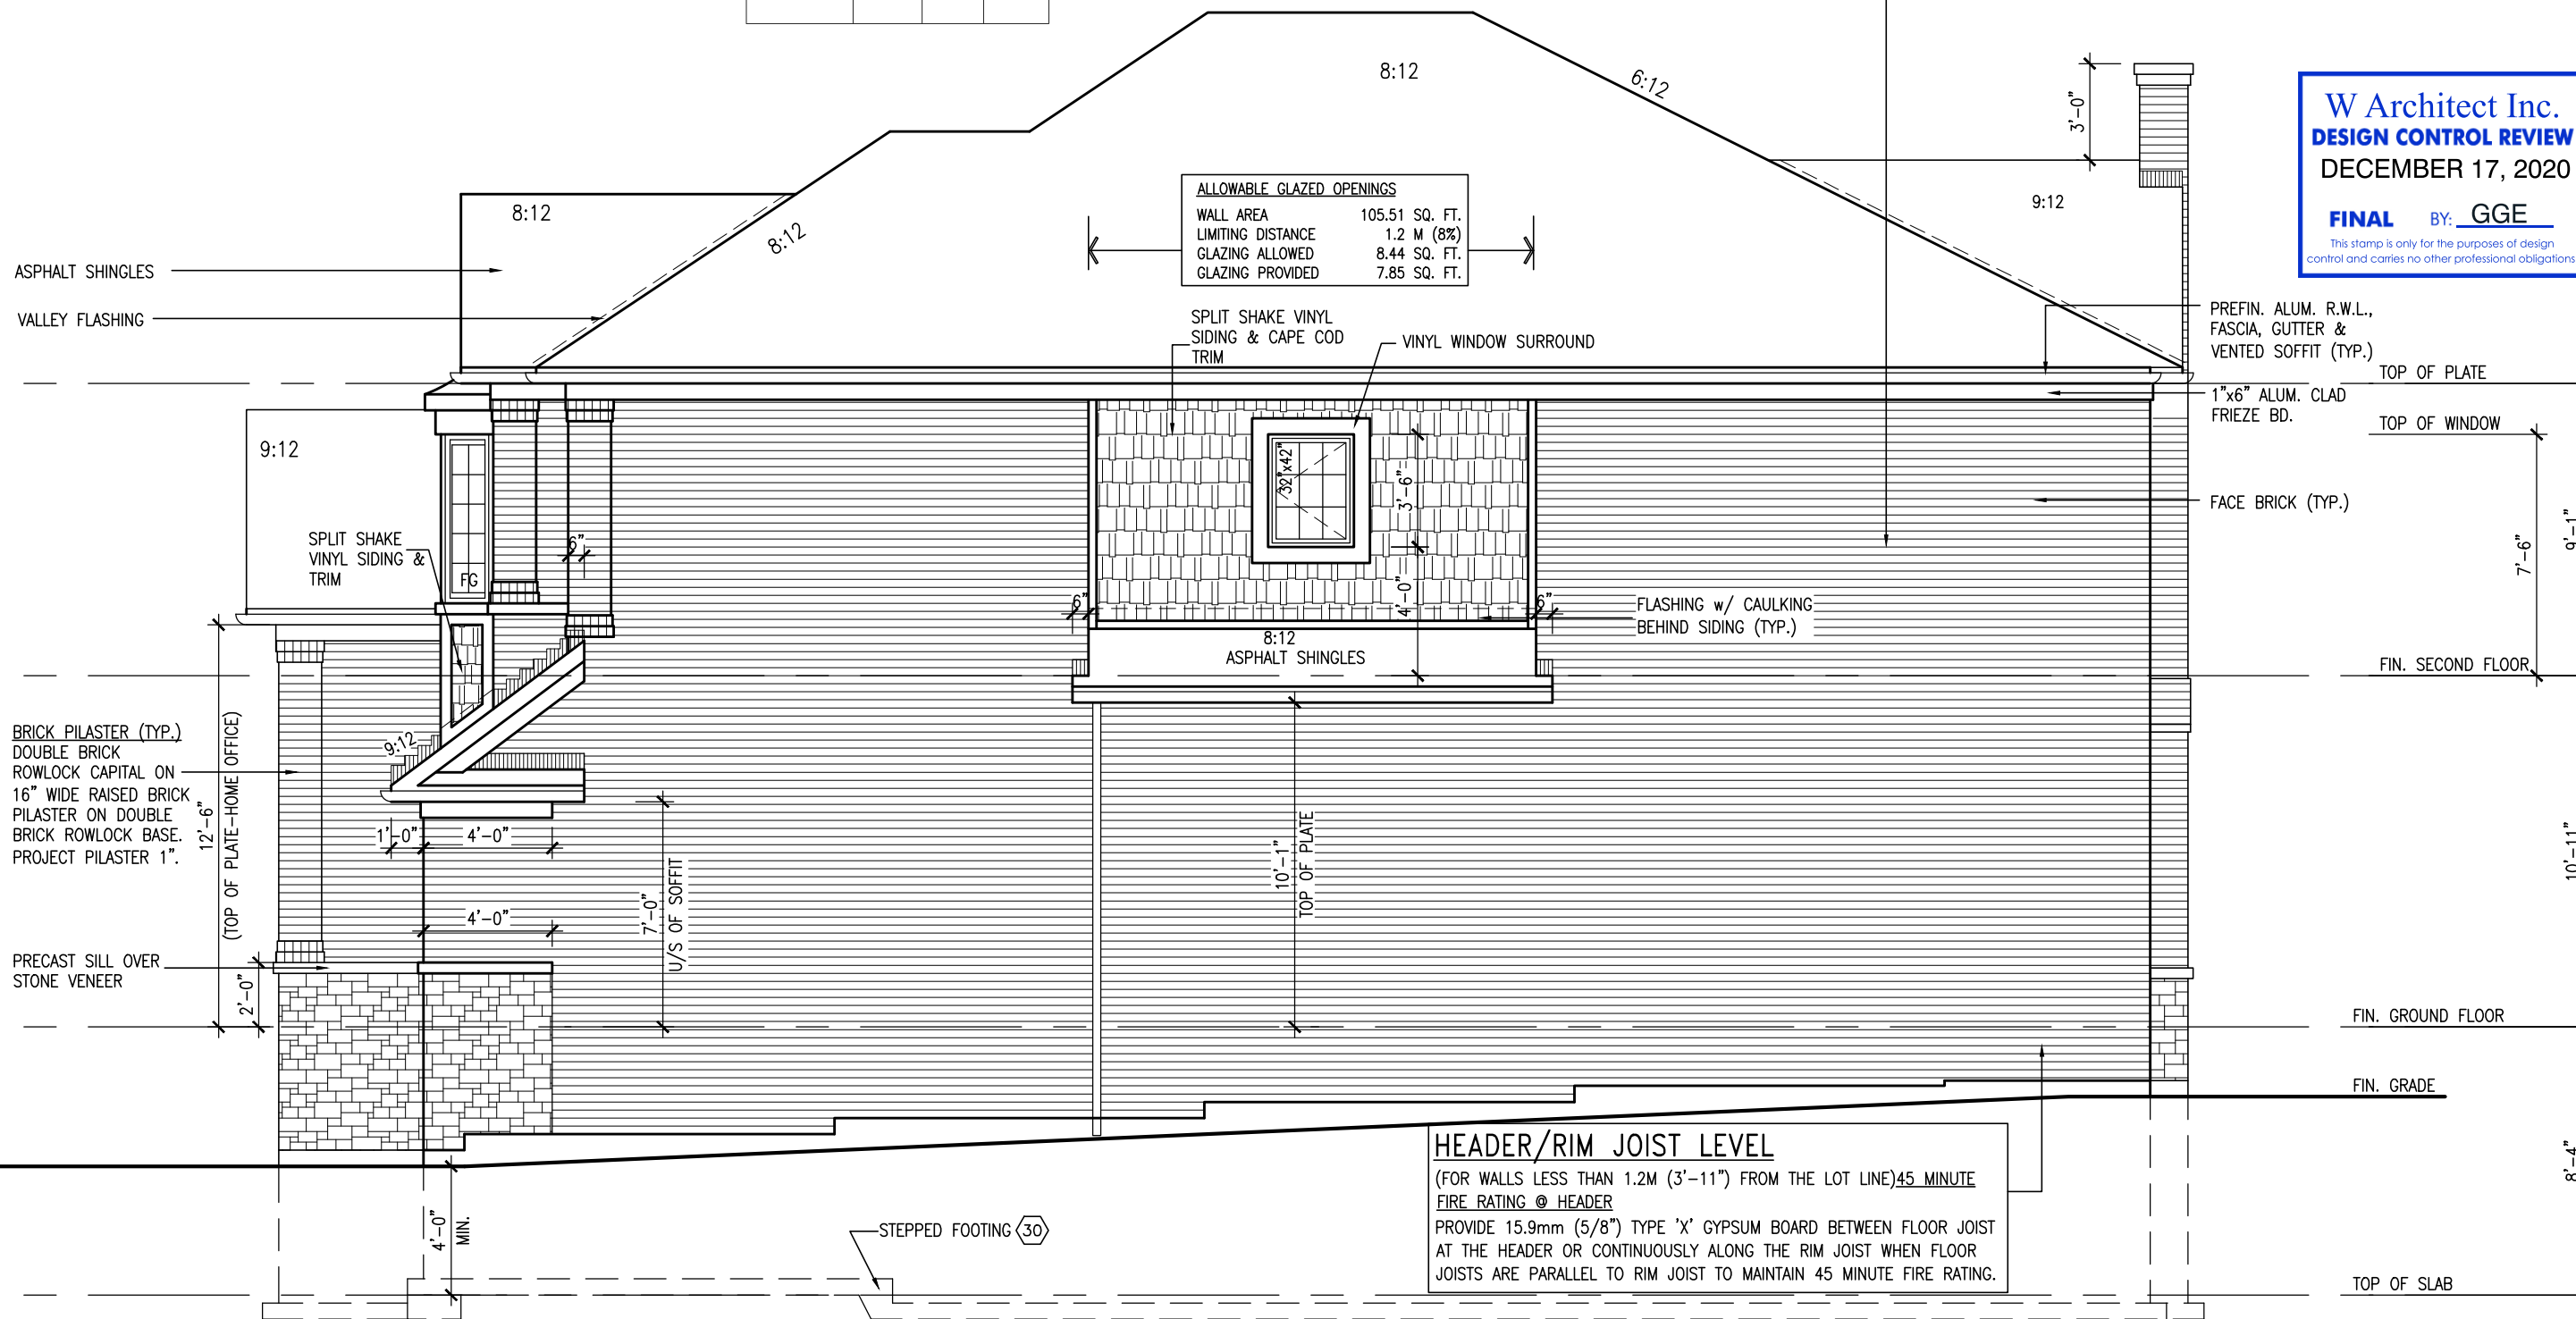 8:12
6:12
3'-0"
W Architect Inc.
DESIGN CONTROL REVIEW
DECEMBER 17, 2020
FINAL BY: GGE
This stamp is only for the purposes of design
control and carries no other professional obligations
8:12
8:12
9:12
ALLOWABLE GLAZED OPENINGS
WALL AREA 105.51 SQ. FT.
LIMITING DISTANCE 1.2 M (8%)
GLAZING ALLOWED 8.44 SQ. FT.
GLAZING PROVIDED 7.85 SQ. FT.
ASPHALT SHINGLES
VALLEY FLASHING
SPLIT SHAKE VINYL
SIDING & CAPE COD
TRIM
VINYL WINDOW SURROUND
PREFIN. ALUM. R.W.L.,
FASCIA, GUTTER &
VENTED SOFFIT (TYP.)
TOP OF PLATE
1"x6" ALUM. CLAD
FRIEZE BD.
TOP OF WINDOW
9:12
32"x42"
3'-6"
FACE BRICK (TYP.)
7'-6"
9'-1"
SPLIT SHAKE
VINYL SIDING &
TRIM
FG
6"
6"
4'-0"
6"
FLASHING w/ CAULKING
BEHIND SIDING (TYP.)
8:12
ASPHALT SHINGLES
FIN. SECOND FLOOR
BRICK PILASTER (TYP.)
DOUBLE BRICK
ROWLOCK CAPITAL ON
16" WIDE RAISED BRICK
PILASTER ON DOUBLE
BRICK ROWLOCK BASE.
PROJECT PILASTER 1".
12'-6"
(TOP OF PLATE-HOME OFFICE)
9:12
1'-0"
4'-0"
4'-0"
7'-0"
U/S OF SOFFIT
10'-1"
TOP OF PLATE
10'-11"
PRECAST SILL OVER
STONE VENEER
2'-0"
FIN. GROUND FLOOR
FIN. GRADE
HEADER/RIM JOIST LEVEL
(FOR WALLS LESS THAN 1.2M (3'-11") FROM THE LOT LINE)45 MINUTE
FIRE RATING @ HEADER
PROVIDE 15.9mm (5/8") TYPE 'X' GYPSUM BOARD BETWEEN FLOOR JOIST
AT THE HEADER OR CONTINUOUSLY ALONG THE RIM JOIST WHEN FLOOR
JOISTS ARE PARALLEL TO RIM JOIST TO MAINTAIN 45 MINUTE FIRE RATING.
8'-4"
4'-0"
MIN.
STEPPED FOOTING 30
TOP OF SLAB